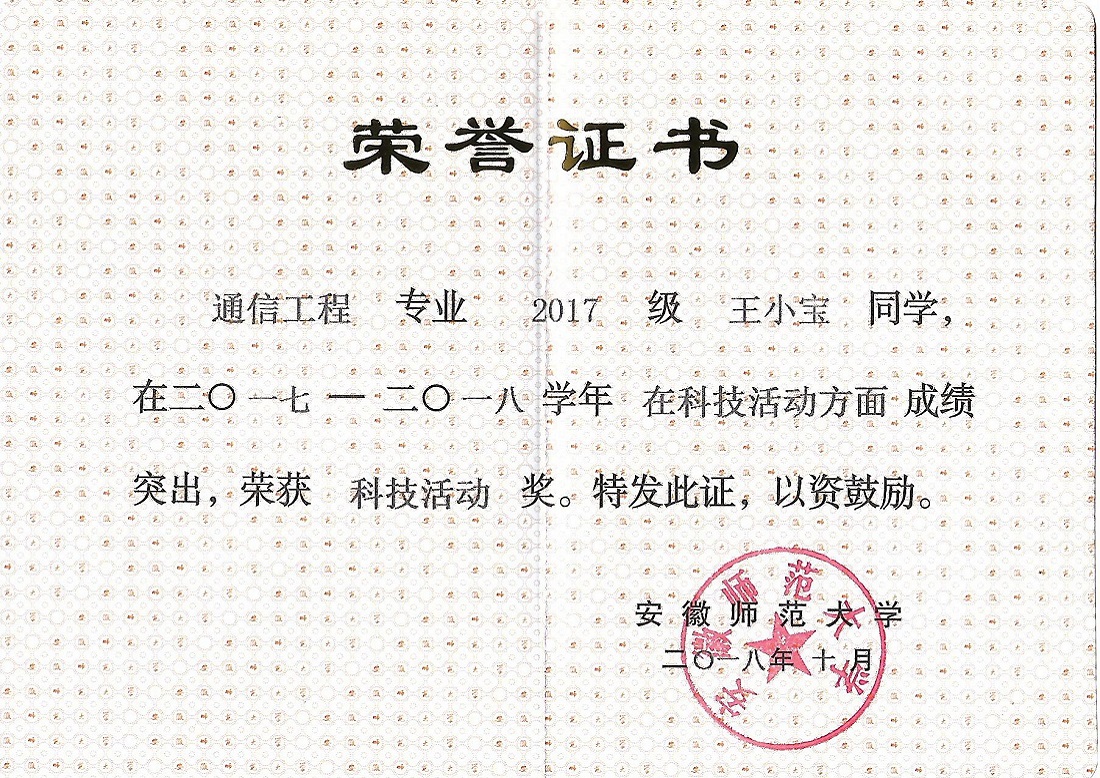 荣誉证书
通信工程 专业 2017 级 王小宝 同学，
在二〇一七 — 二〇一八 学年 在科技活动方面 成绩
突出，荣获 科技活动 奖。特发此证，以资鼓励。
安徽师范大学
二〇一八年 十 月
安徽师范大学